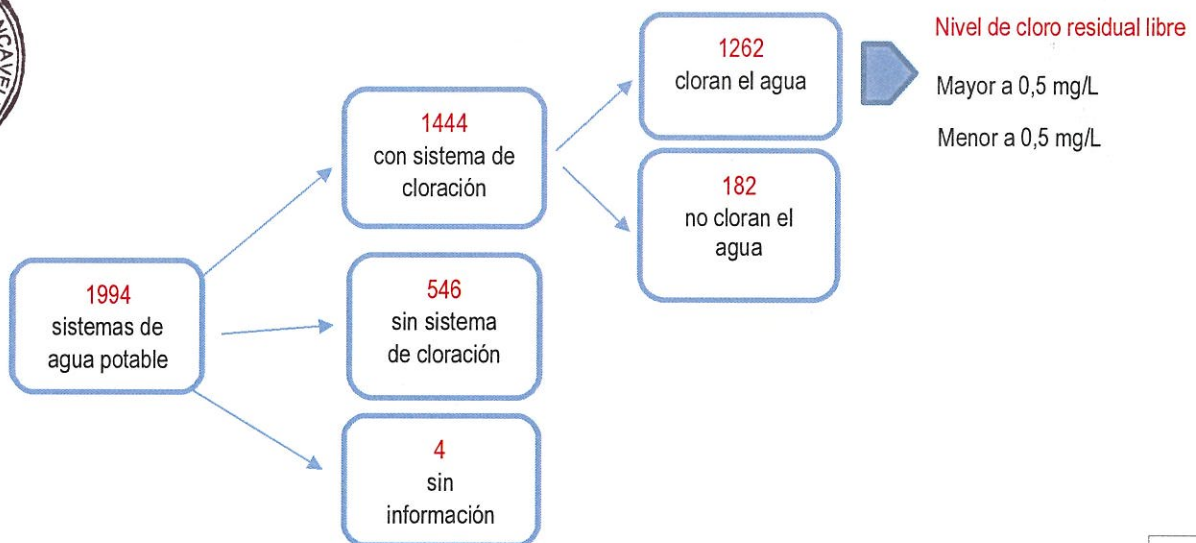 1262
cloran el agua
Nivel de cloro residual libre
Mayor a 0,5 mg/L
Menor a 0,5 mg/L
1444
con sistema de
cloración
182
no cloran el
agua
1994
sistemas de
agua potable
546
sin sistema
de cloración
4
sin
información